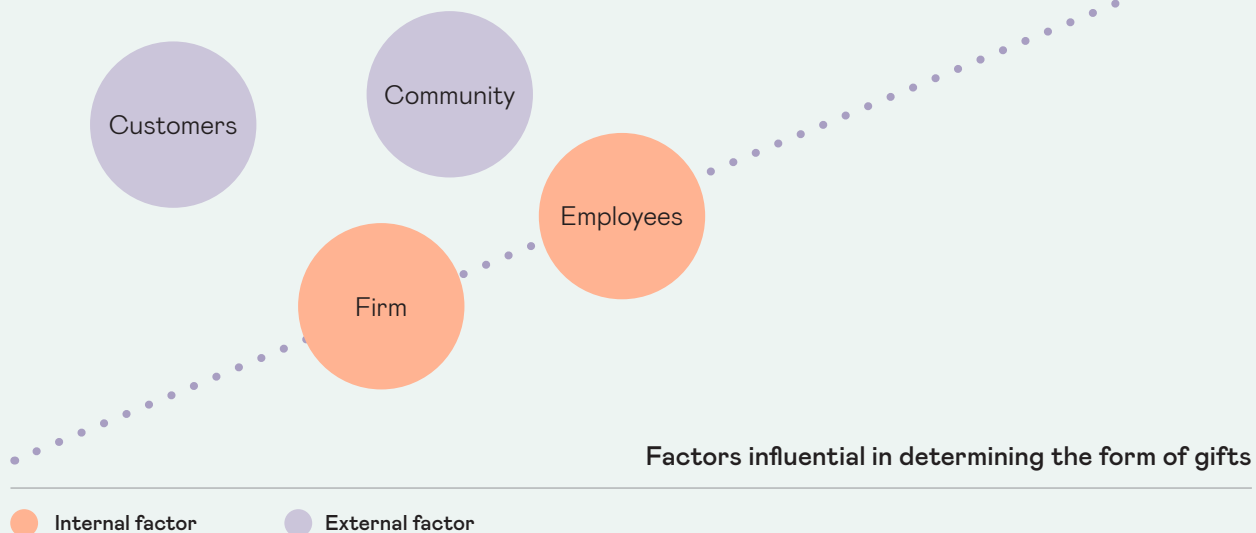 Community
Customers
Employees
Firm
Factors influential in determining the form of gifts
Internal factor
External factor